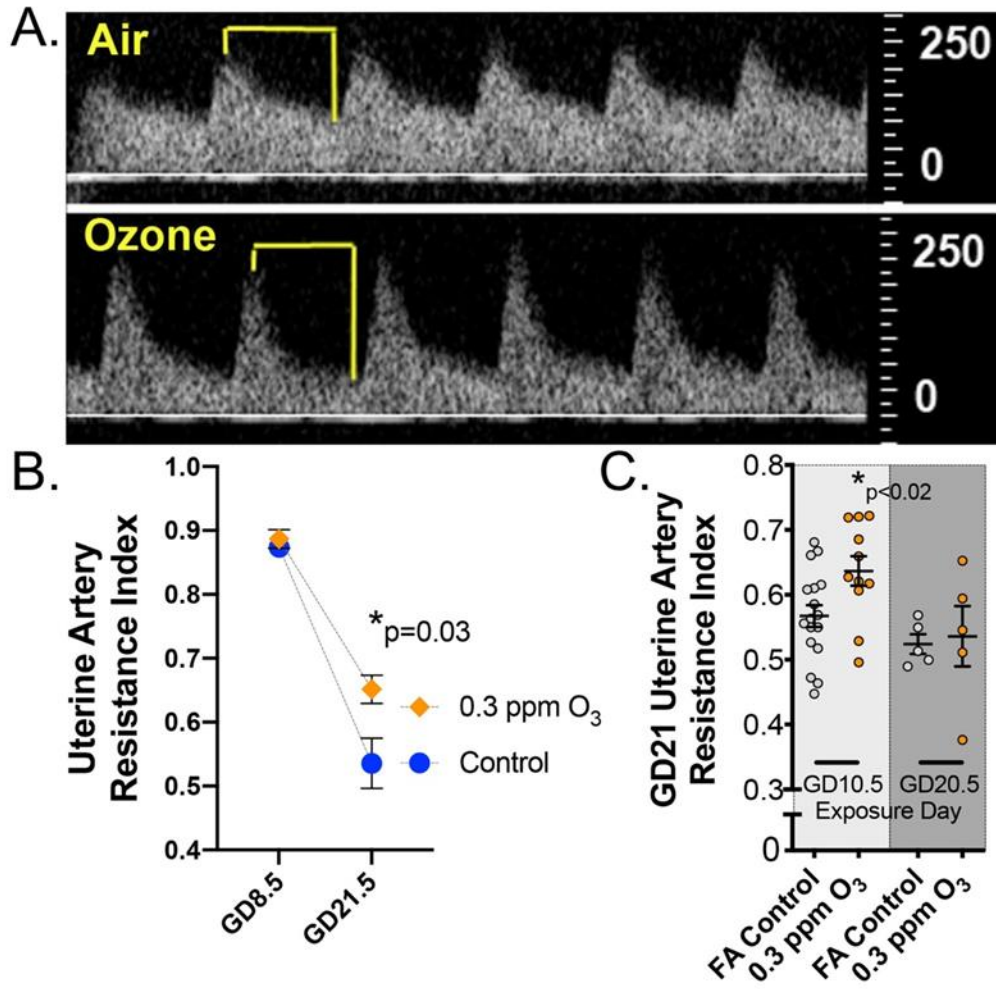 A.
Air
250
0
Ozone
250
0
B.
Uterine Artery
Resistance Index
1.0
0.9
0.8
0.7
0.6
0.5
0.4
*p=0.03
0.3 ppm O₃
Control
GD8.5
GD21.5
C.
GD21 Uterine Artery
Resistance Index
0.8
0.7
0.6
0.5
0.4
0.3
0
*p<0.02
GD10.5
GD20.5
Exposure Day
FA Control
0.3 ppm O₃
FA Control
0.3 ppm O₃